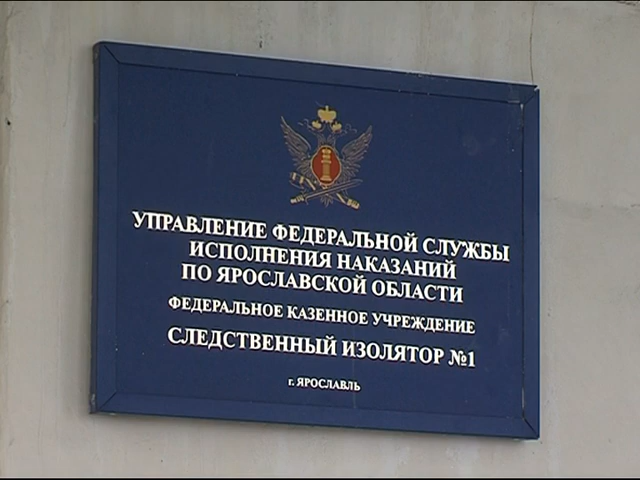 УПРАВЛЕНИЕ ФЕДЕРАЛЬНОЙ СЛУЖБЫ
ИСПОЛНЕНИЯ НАКАЗАНИЙ
ПО ЯРОСЛАВСКОЙ ОБЛАСТИ
ФЕДЕРАЛЬНОЕ КАЗЕННОЕ УЧРЕЖДЕНИЕ
СЛЕДСТВЕННЫЙ ИЗОЛЯТОР №1
г. ЯРОСЛАВЛЬ